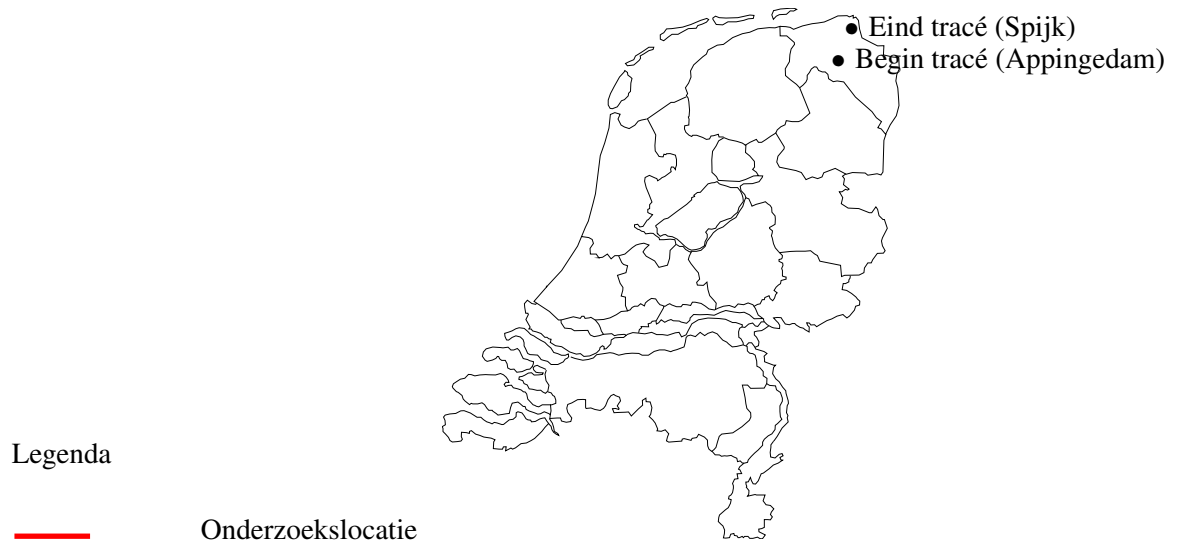 Eind tracé (Spijk)
Begin tracé (Appingedam)
Legenda
Onderzoekslocatie